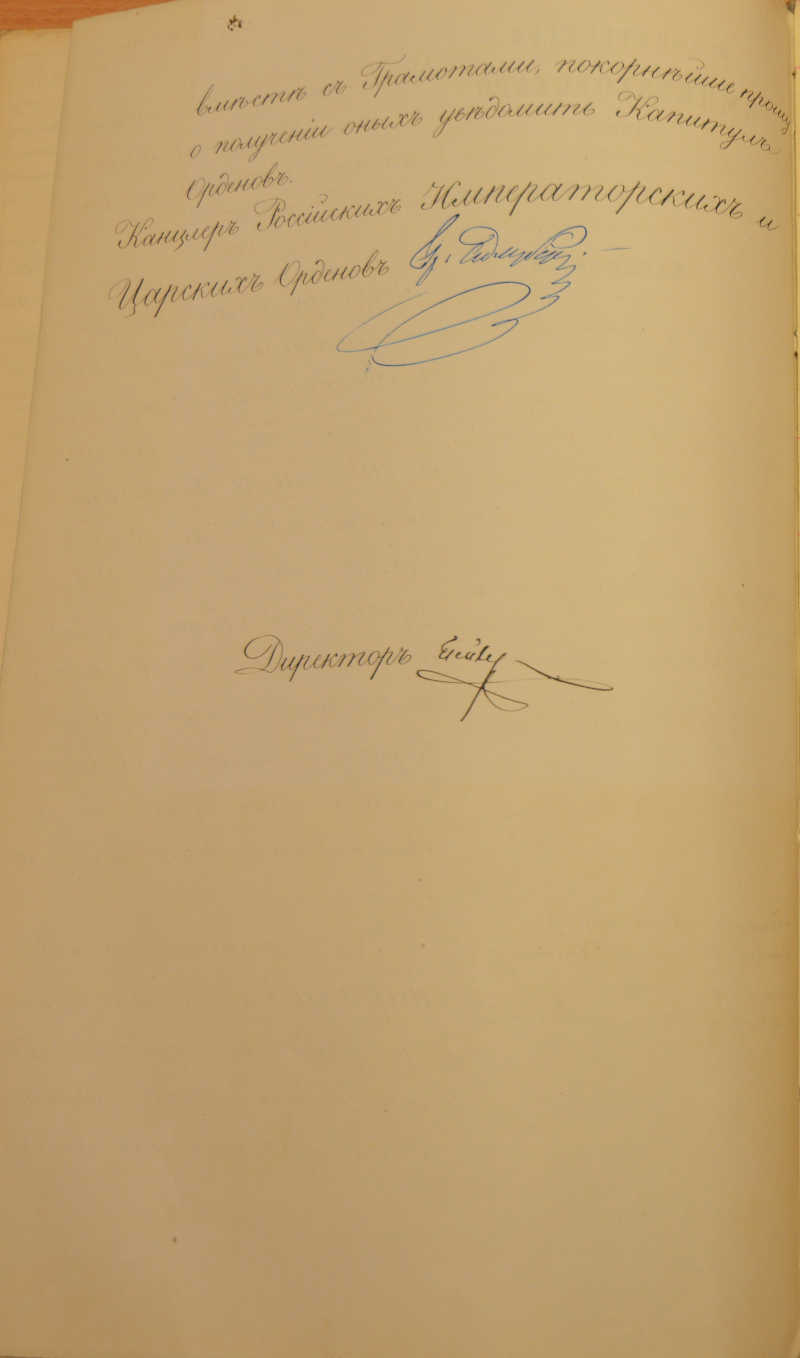 вмѣстѣ съ Грамотами, покорнѣйше прошу
о полученіи оныхъ увѣдомить Капитулъ
Орденовъ.
Канцлеръ Россійскихъ Императорскихъ и
Царскихъ Орденовъ
Директоръ